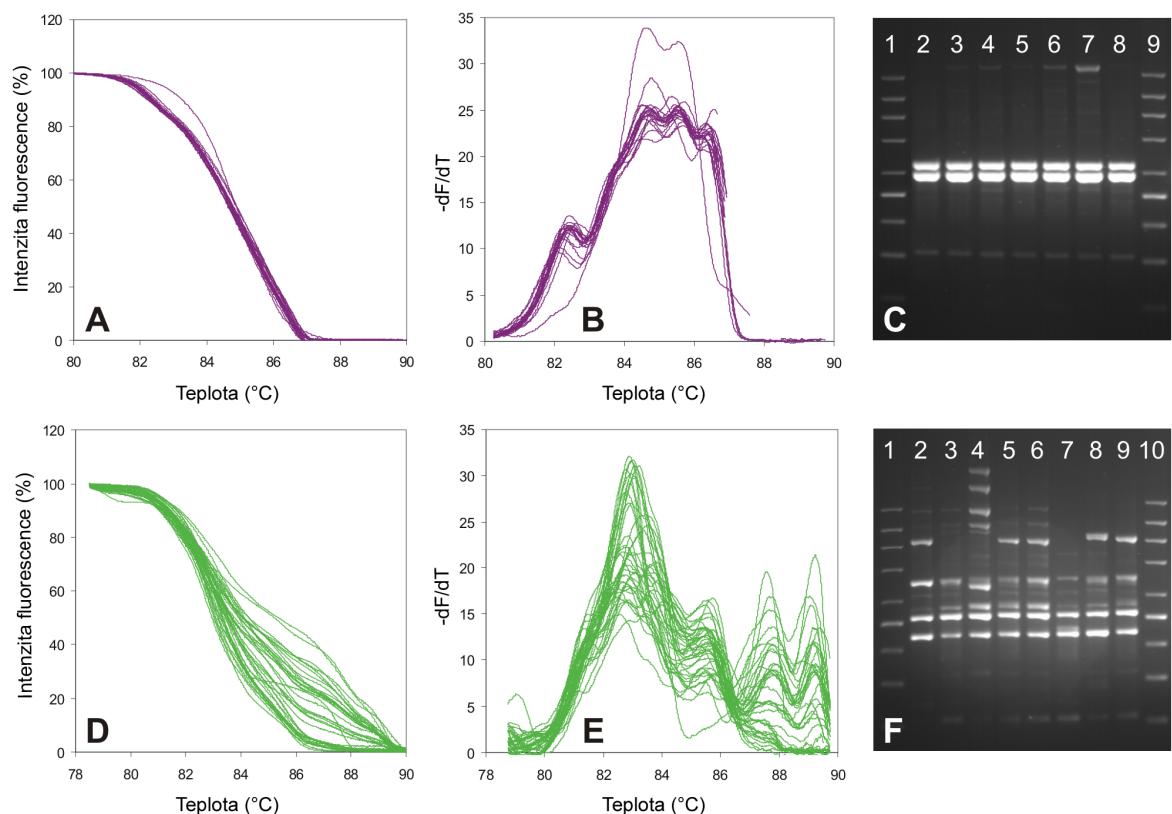 120
100
80
60
40
20
0
80 82 84 86 88 90
Intenzita fluorescence (%)
Teplota (°C)
A
35
30
25
20
15
10
5
0
80 82 84 86 88 90
-dF/dT
Teplota (°C)
B
1 2 3 4 5 6 7 8 9
C
120
100
80
60
40
20
0
78 80 82 84 86 88 90
Intenzita fluorescence (%)
Teplota (°C)
D
35
30
25
20
15
10
5
0
78 80 82 84 86 88 90
-dF/dT
Teplota (°C)
E
1 2 3 4 5 6 7 8 9 10
F